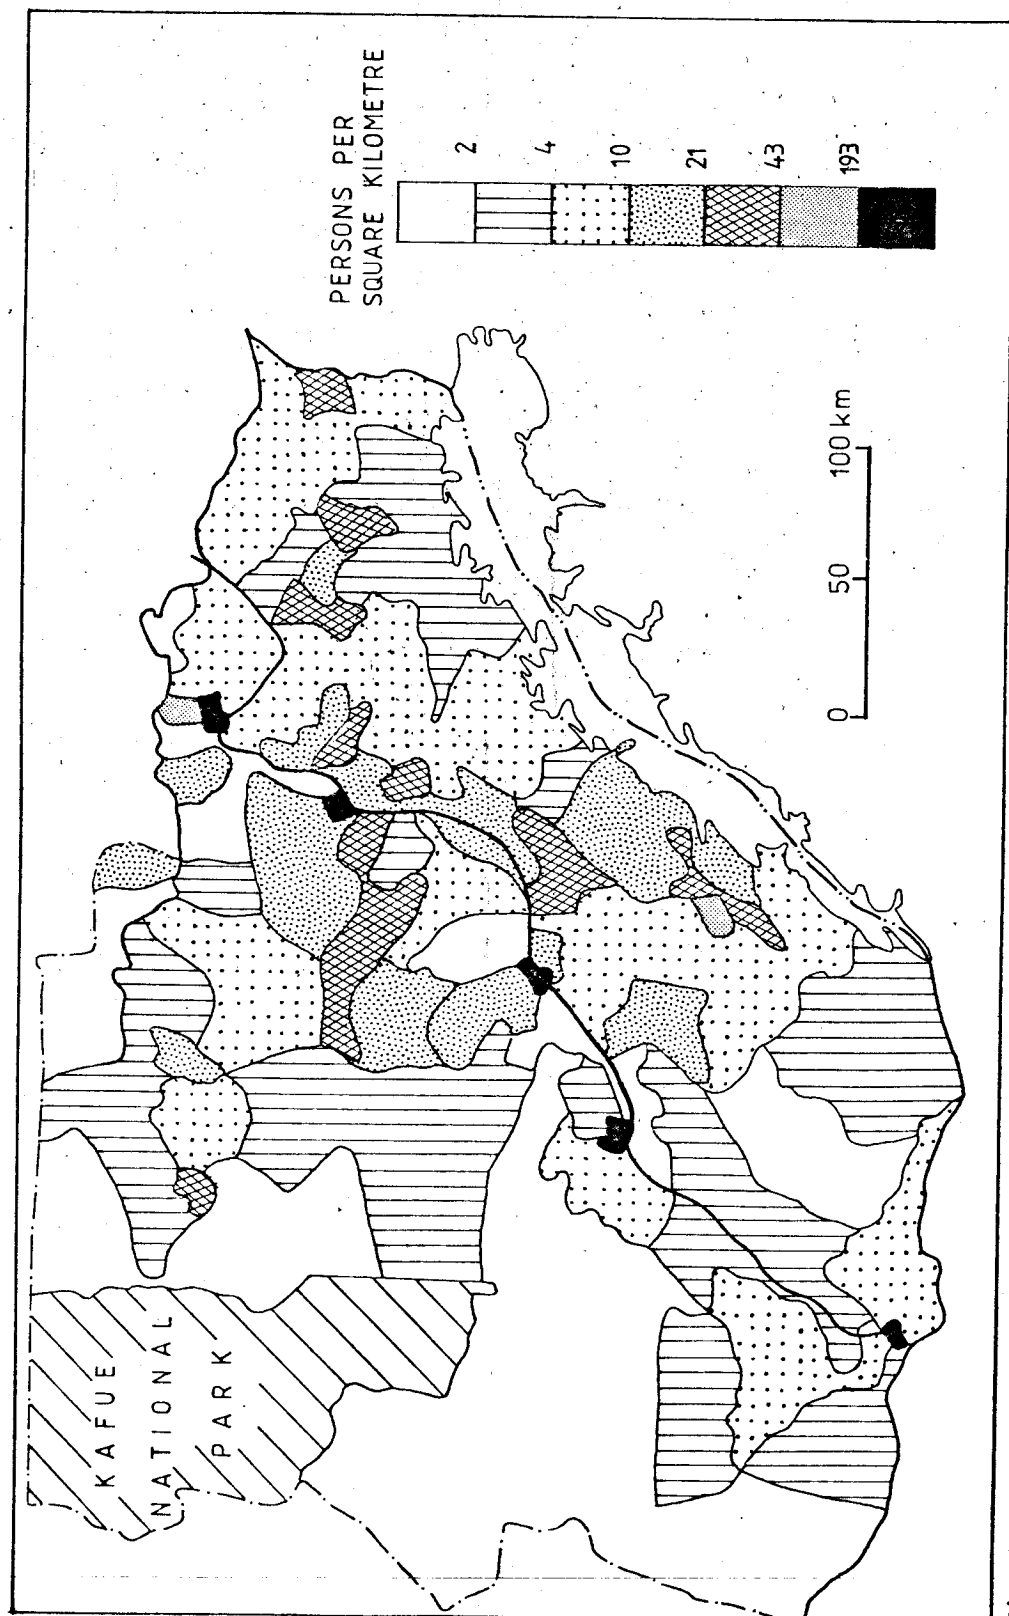 PERSONS PER
SQUARE KILOMETRE
2
4
10
21
43
193
0
50
100 km
KAFUE
NATIONAL
PARK